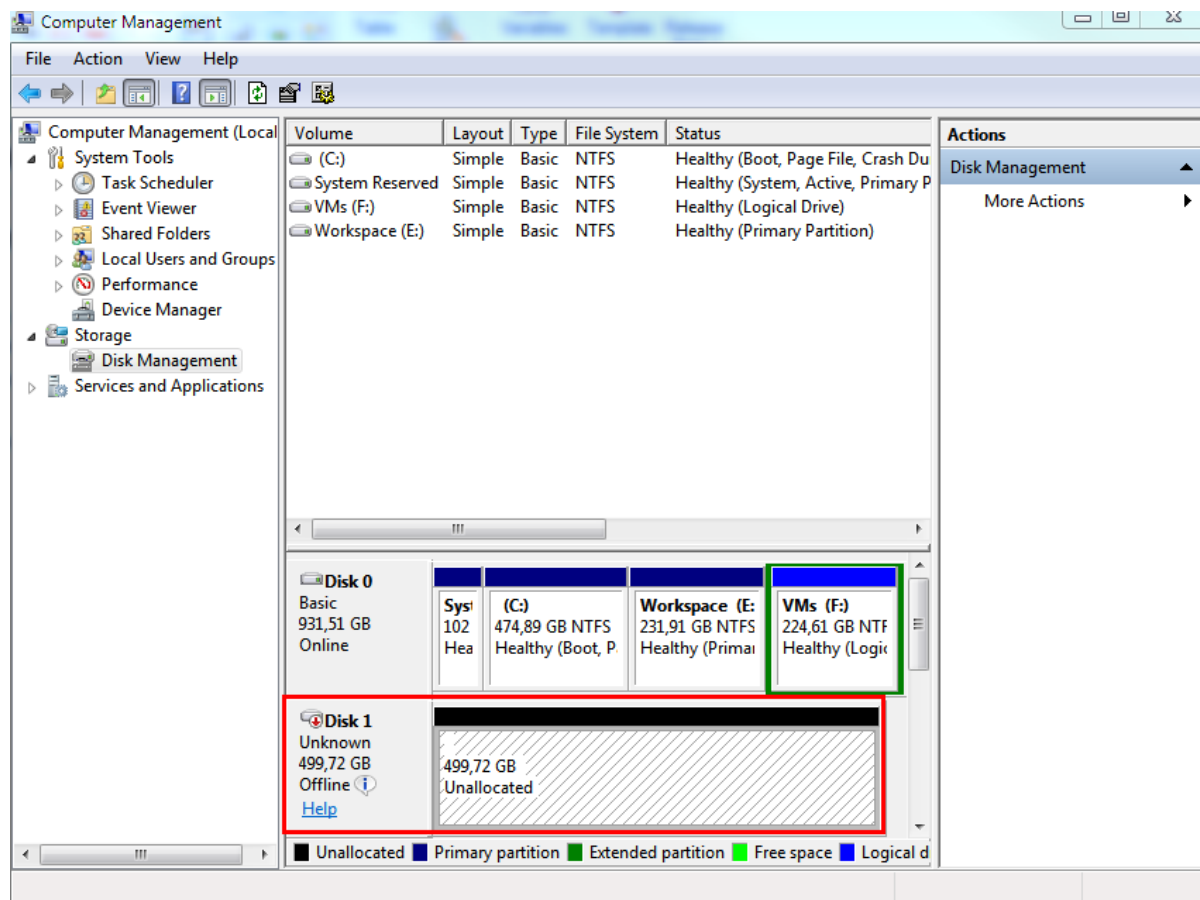 Computer Management
File Action View Help
Computer Management (Local
System Tools
Task Scheduler
Event Viewer
Shared Folders
Local Users and Groups
Performance
Device Manager
Storage
Disk Management
Services and Applications
Volume Layout Type File System Status
(C:) Simple Basic NTFS Healthy (Boot, Page File, Crash Du
System Reserved Simple Basic NTFS Healthy (System, Active, Primary P
VMs (F:) Simple Basic NTFS Healthy (Logical Drive)
Workspace (E:) Simple Basic NTFS Healthy (Primary Partition)
Actions
Disk Management
More Actions
Disk 0
Basic
931,51 GB
Online
Syst
102
Hea
(C:)
474,89 GB NTFS
Healthy (Boot, P
Workspace (E:
231,91 GB NTFS
Healthy (Primar
VMs (F:)
224,61 GB NTF
Healthy (Logic
Disk 1
Unknown
499,72 GB
Offline
Help
499,72 GB
Unallocated
Unallocated Primary partition Extended partition Free space Logical d